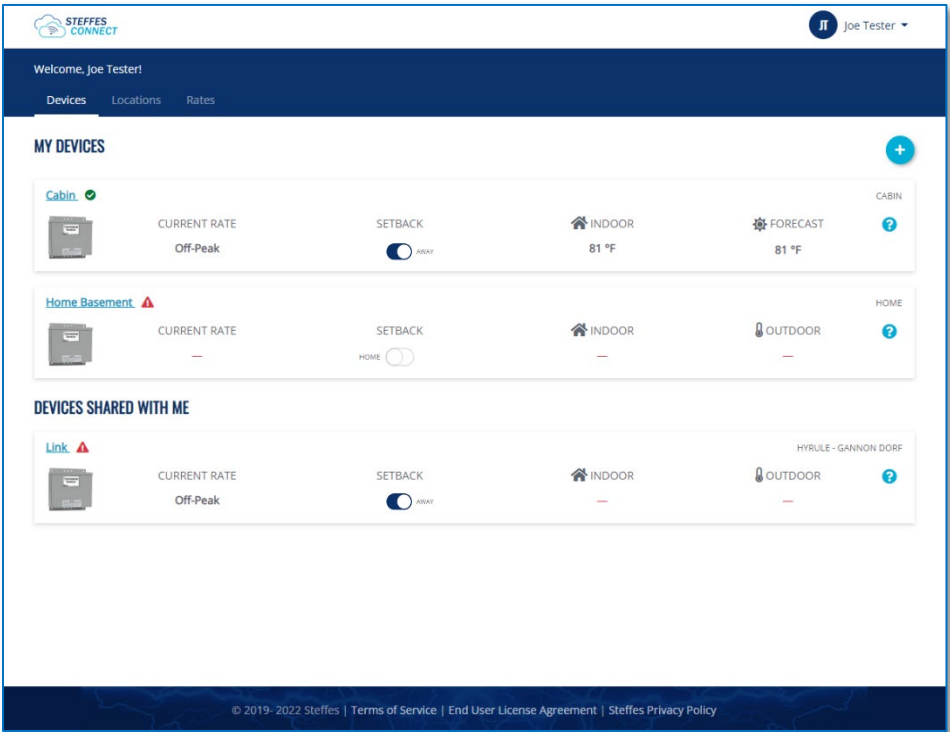 STEFFES
CONNECT
JT Joe Tester
Welcome, Joe Tester!
Devices Locations Rates
MY DEVICES
+
Cabin CABIN
CURRENT RATE SETBACK INDOOR FORECAST ?
Off-Peak AWAY 81 °F 81 °F
Home Basement HOME
CURRENT RATE SETBACK INDOOR OUTDOOR ?
— HOME — —
DEVICES SHARED WITH ME
Link HYRULE - GANNON DORF
CURRENT RATE SETBACK INDOOR OUTDOOR ?
Off-Peak AWAY — —
© 2019- 2022 Steffes | Terms of Service | End User License Agreement | Steffes Privacy Policy